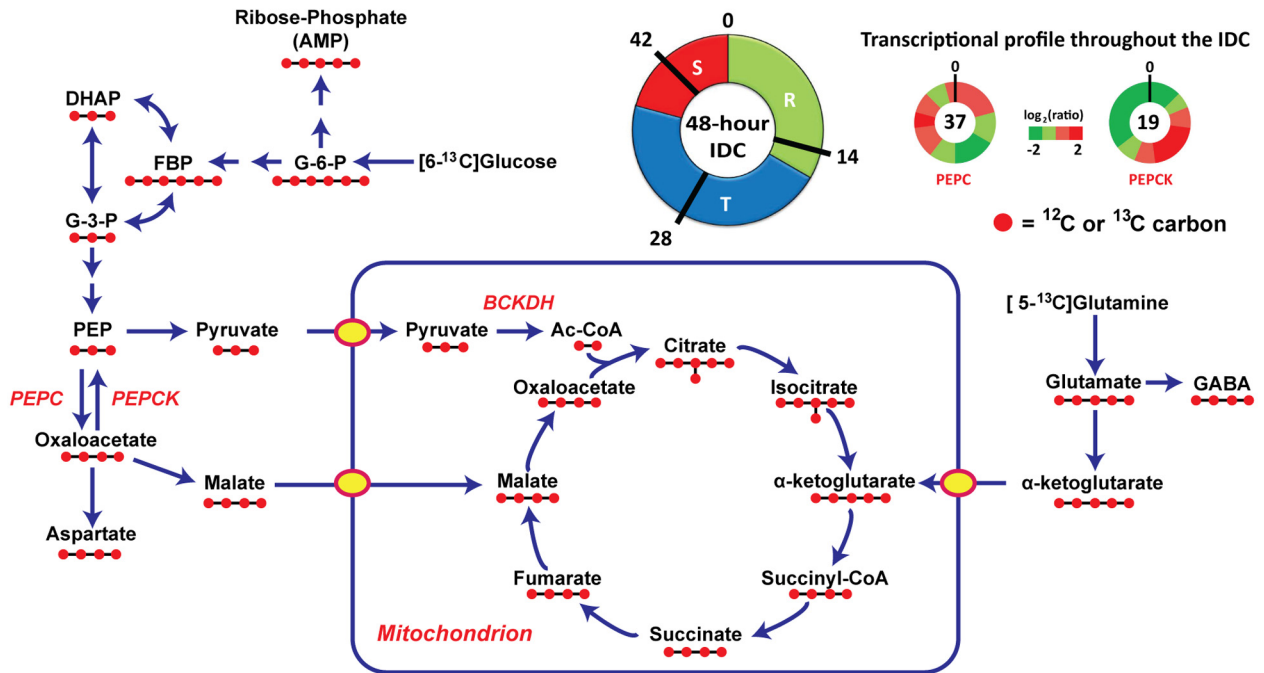 Ribose-Phosphate
(AMP)
DHAP
FBP
G-6-P
[6-¹³C]Glucose
G-3-P
PEP
Pyruvate
PEPC
PEPCK
Oxaloacetate
Malate
Aspartate
0
42
S
R
48-hour
IDC
14
T
28
Transcriptional profile throughout the IDC
0
0
37
log₂(ratio)
-2 2
19
PEPC
PEPCK
= ¹²C or ¹³C carbon
BCKDH
Pyruvate
Ac-CoA
Citrate
Oxaloacetate
Isocitrate
Malate
α-ketoglutarate
Fumarate
Succinyl-CoA
Succinate
Mitochondrion
[ 5-¹³C]Glutamine
Glutamate
GABA
α-ketoglutarate